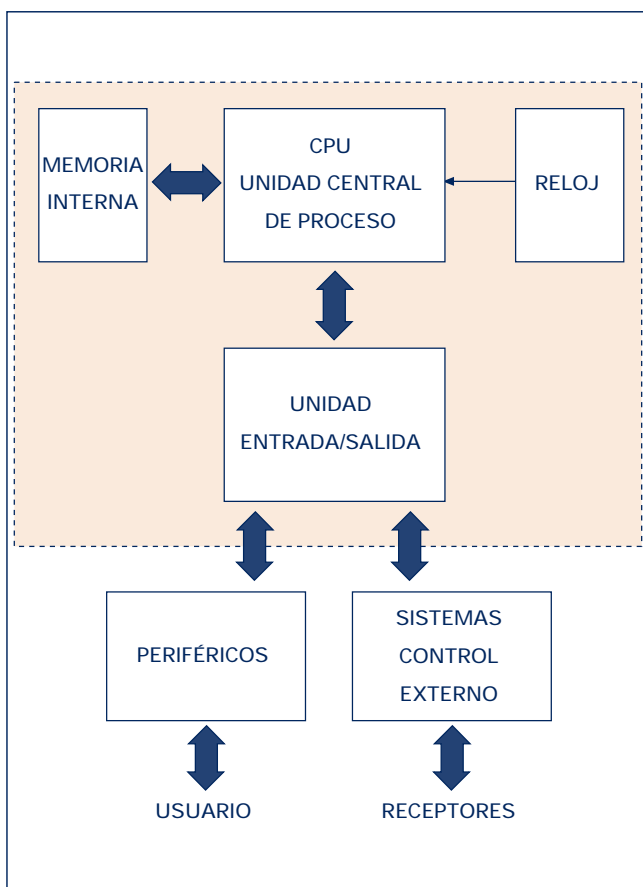 MEMORIA
INTERNA
CPU
UNIDAD CENTRAL
DE PROCESO
RELOJ
UNIDAD
ENTRADA/SALIDA
PERIFÉRICOS
SISTEMAS
CONTROL
EXTERNO
USUARIO
RECEPTORES